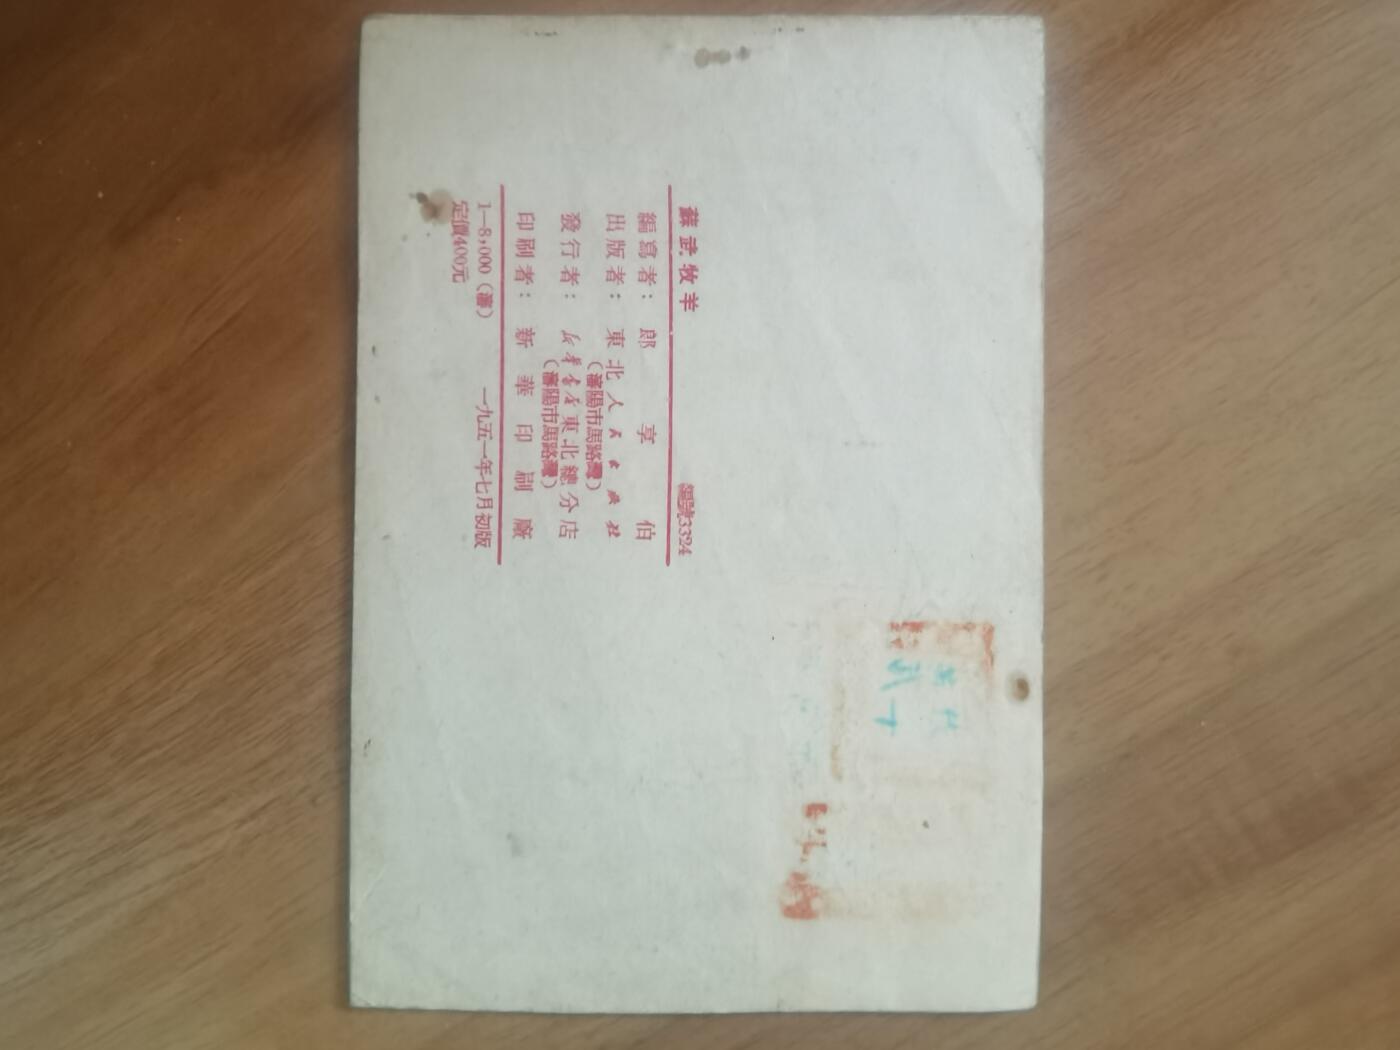 蘇武牧羊 編號3394
編寫者：郎享伯
出版者：東北人民出版社
（瀋陽市馬路灣）
發行者：新華書店東北總分店
（瀋陽市馬路灣）
印刷者：新華印刷廠
1—8,000（瀋） 一九五一年七月初版
定價400元